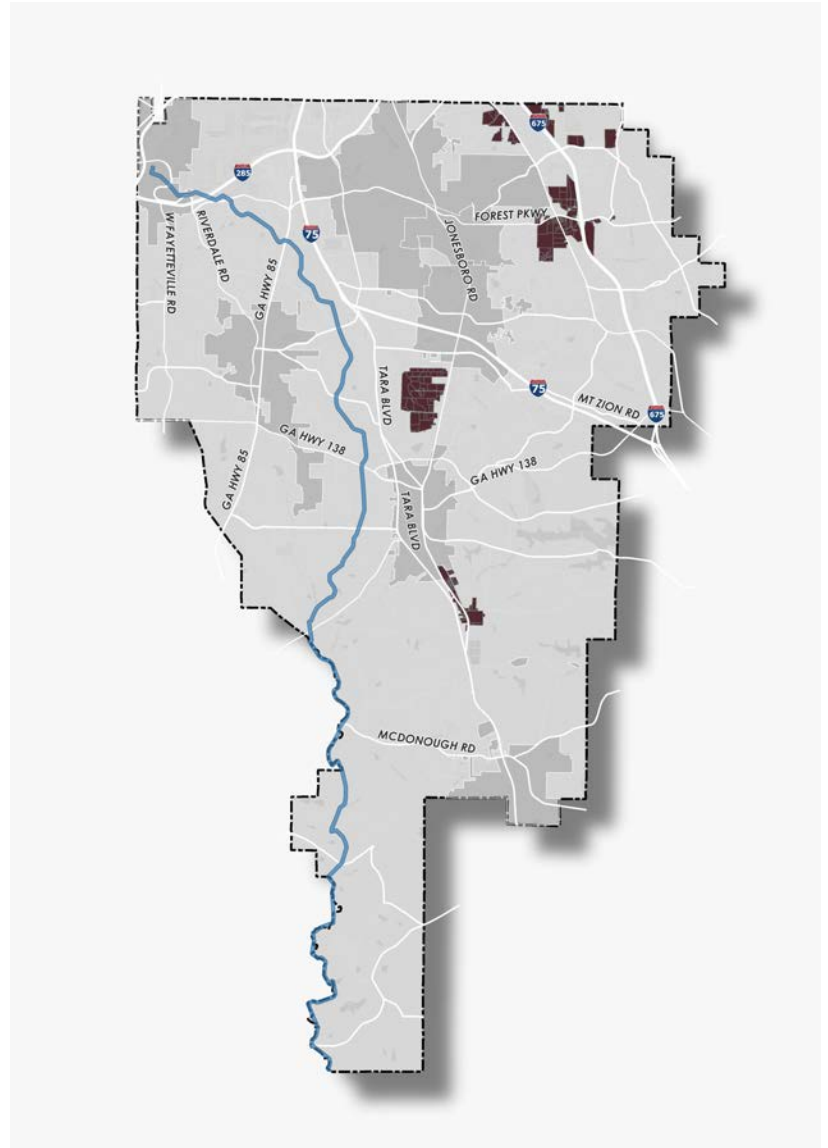 675
285
FOREST PKWY
W FAYETTEVILLE RD
RIVERDALE RD
GA HWY 85
75
JONESBORO RD
TARA BLVD
75
MT ZION RD
675
GA HWY 138
GA HWY 85
GA HWY 138
TARA BLVD
MCDONOUGH RD